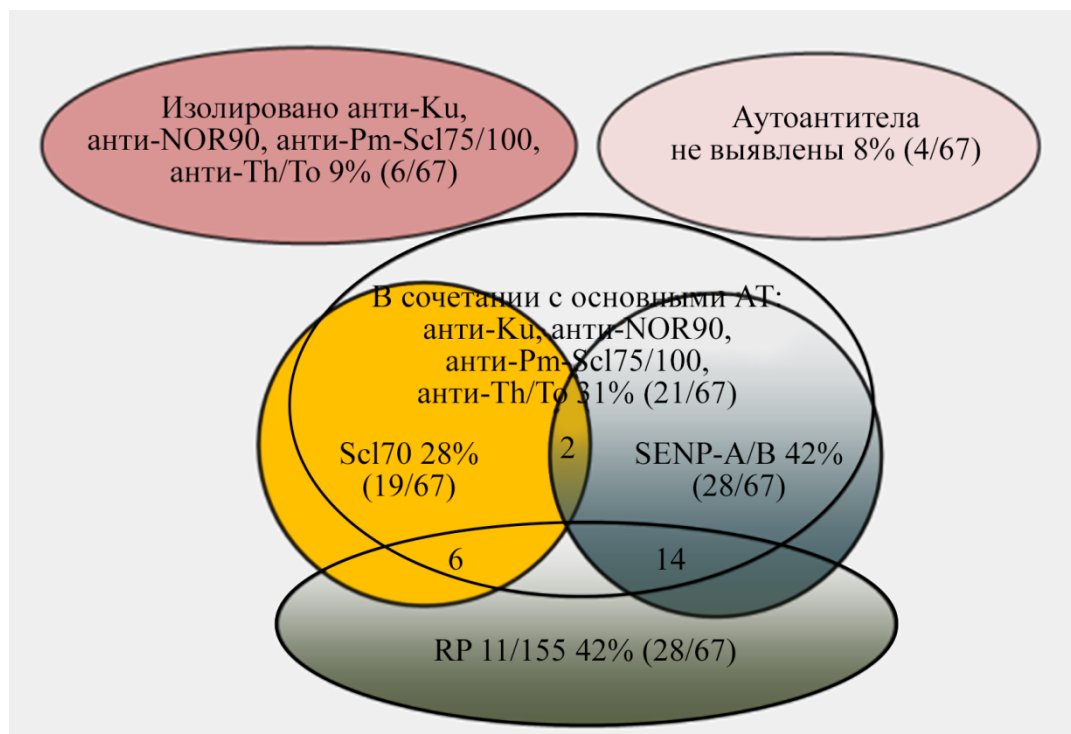 Изолировано анти-Ku,
анти-NOR90, анти-Pm-Scl75/100,
анти-Th/To 9% (6/67)
Аутоантитела
не выявлены 8% (4/67)
В сочетании с основными АТ:
анти-Ku, анти-NOR90,
анти-Pm-Scl75/100,
анти-Th/To 31% (21/67)
Scl70 28%
(19/67)
2
SENP-A/B 42%
(28/67)
6
14
RP 11/155 42% (28/67)